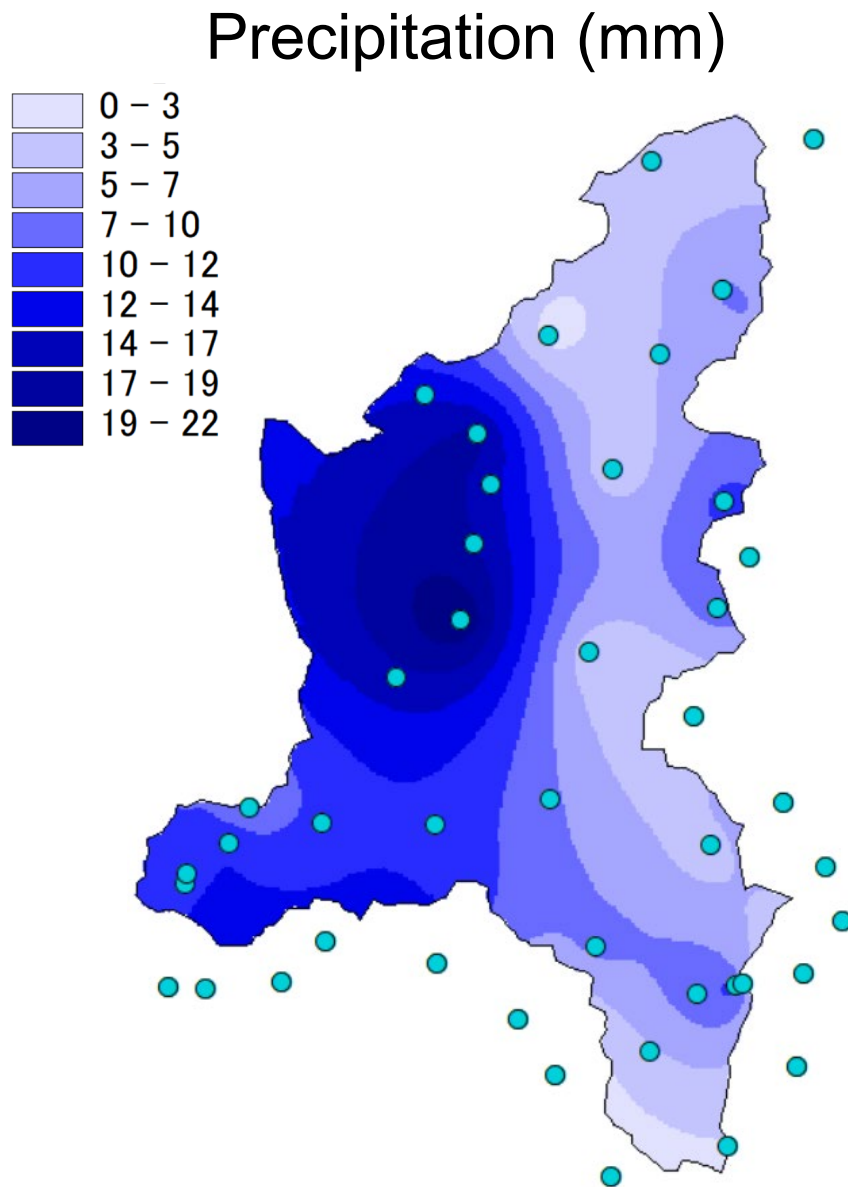 Precipitation (mm)
0 – 3
3 – 5
5 – 7
7 – 10
10 – 12
12 – 14
14 – 17
17 – 19
19 – 22